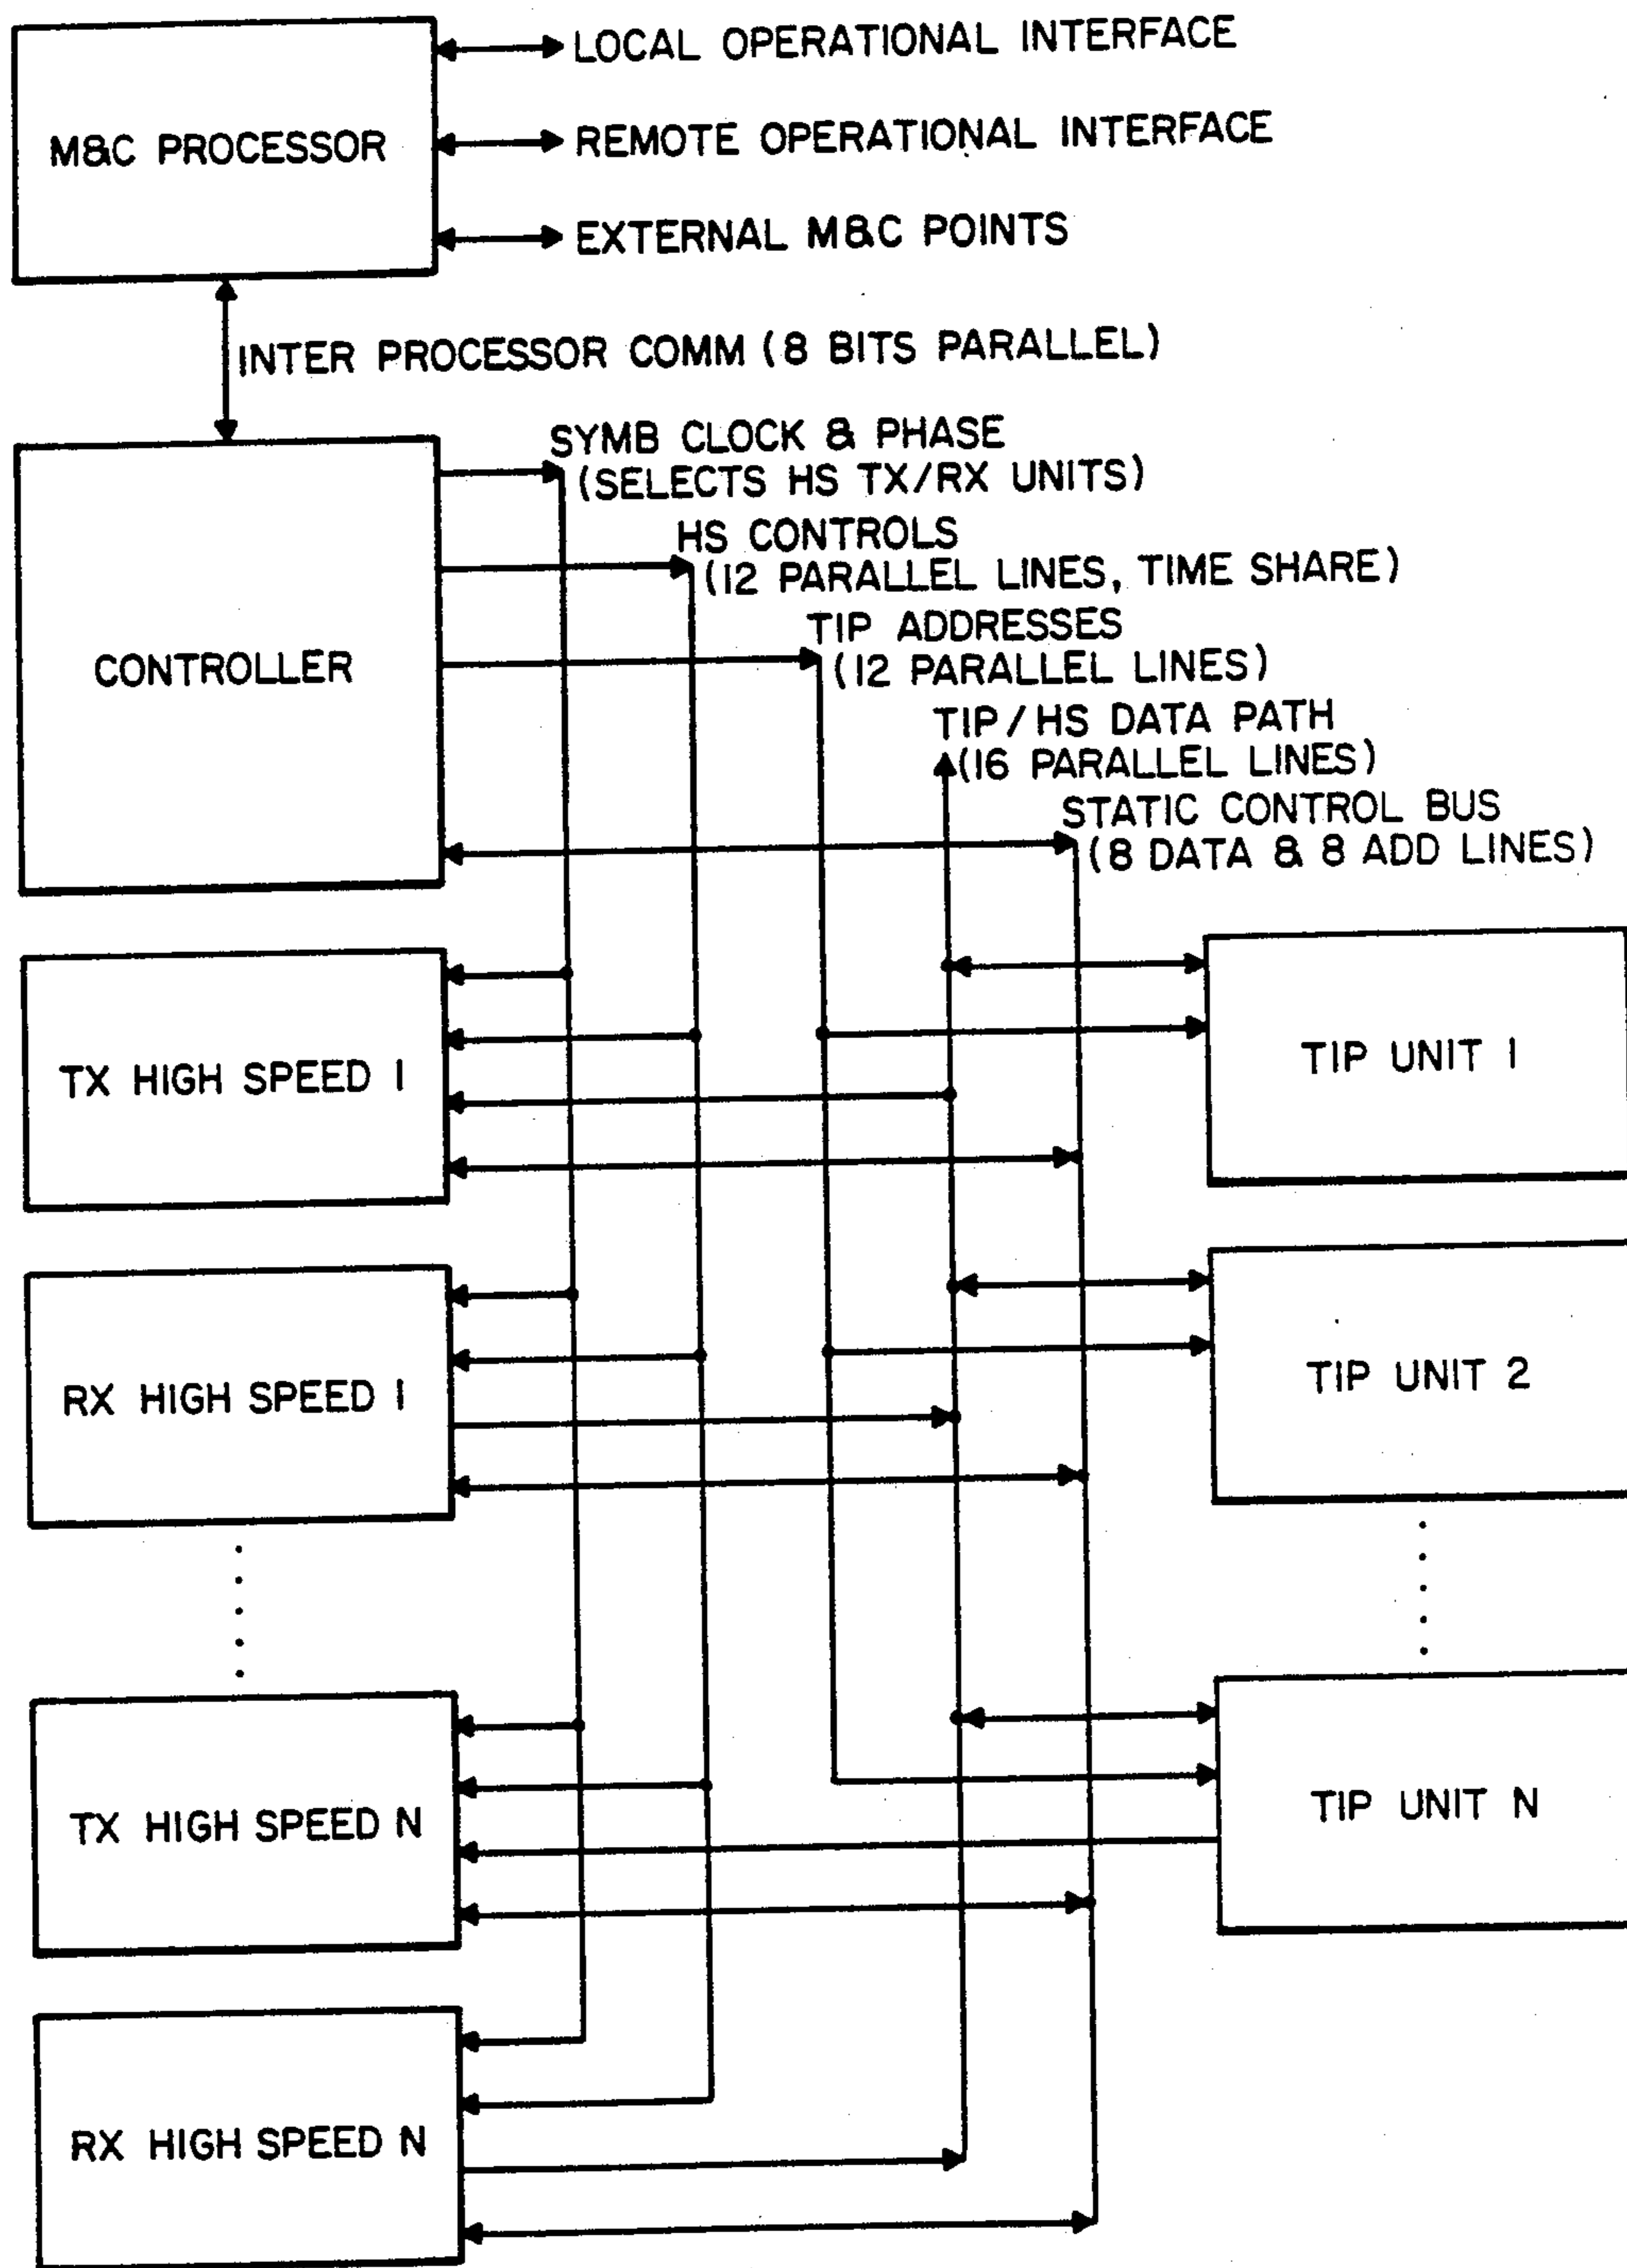 LOCAL OPERATIONAL INTERFACE
M&C PROCESSOR
REMOTE OPERATIONAL INTERFACE
EXTERNAL M&C POINTS
INTER PROCESSOR COMM (8 BITS PARALLEL)
SYMB CLOCK & PHASE
(SELECTS HS TX/RX UNITS)
HS CONTROLS
(12 PARALLEL LINES, TIME SHARE)
TIP ADDRESSES
(12 PARALLEL LINES)
CONTROLLER
TIP/HS DATA PATH
(16 PARALLEL LINES)
STATIC CONTROL BUS
(8 DATA & 8 ADD LINES)
TX HIGH SPEED 1
TIP UNIT 1
RX HIGH SPEED 1
TIP UNIT 2
TX HIGH SPEED N
TIP UNIT N
RX HIGH SPEED N